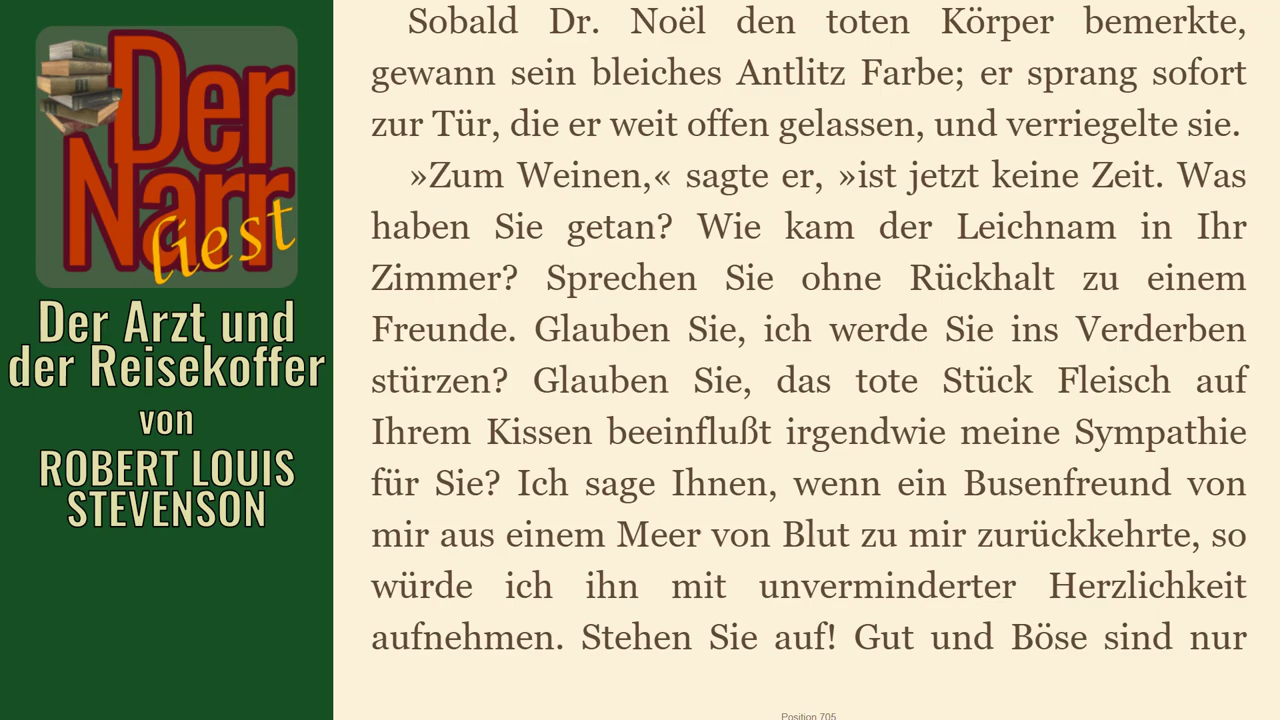 Der
Narr
liest
Der Arzt und
der Reisekoffer
von
ROBERT LOUIS
STEVENSON
Sobald Dr. Noël den toten Körper bemerkte,
gewann sein bleiches Antlitz Farbe; er sprang sofort
zur Tür, die er weit offen gelassen, und verriegelte sie.
»Zum Weinen,« sagte er, »ist jetzt keine Zeit. Was
haben Sie getan? Wie kam der Leichnam in Ihr
Zimmer? Sprechen Sie ohne Rückhalt zu einem
Freunde. Glauben Sie, ich werde Sie ins Verderben
stürzen? Glauben Sie, das tote Stück Fleisch auf
Ihrem Kissen beeinflußt irgendwie meine Sympathie
für Sie? Ich sage Ihnen, wenn ein Busenfreund von
mir aus einem Meer von Blut zu mir zurückkehrte, so
würde ich ihn mit unverminderter Herzlichkeit
aufnehmen. Stehen Sie auf! Gut und Böse sind nur
Position 705